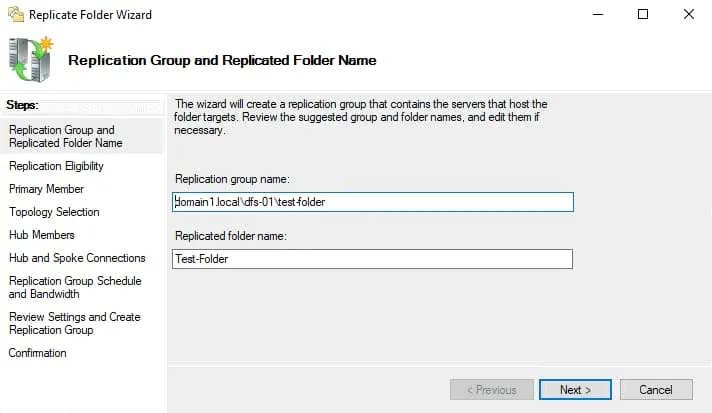 Replicate Folder Wizard
Replication Group and Replicated Folder Name
Steps:
Replication Group and
Replicated Folder Name
Replication Eligibility
Primary Member
Topology Selection
Hub Members
Hub and Spoke Connections
Replication Group Schedule
and Bandwidth
Review Settings and Create
Replication Group
Confirmation
The wizard will create a replication group that contains the servers that host the
folder targets. Review the suggested group and folder names, and edit them if
necessary.
Replication group name:
domain1.local\dfs-01\test-folder
Replicated folder name:
Test-Folder
< Previous
Next >
Cancel